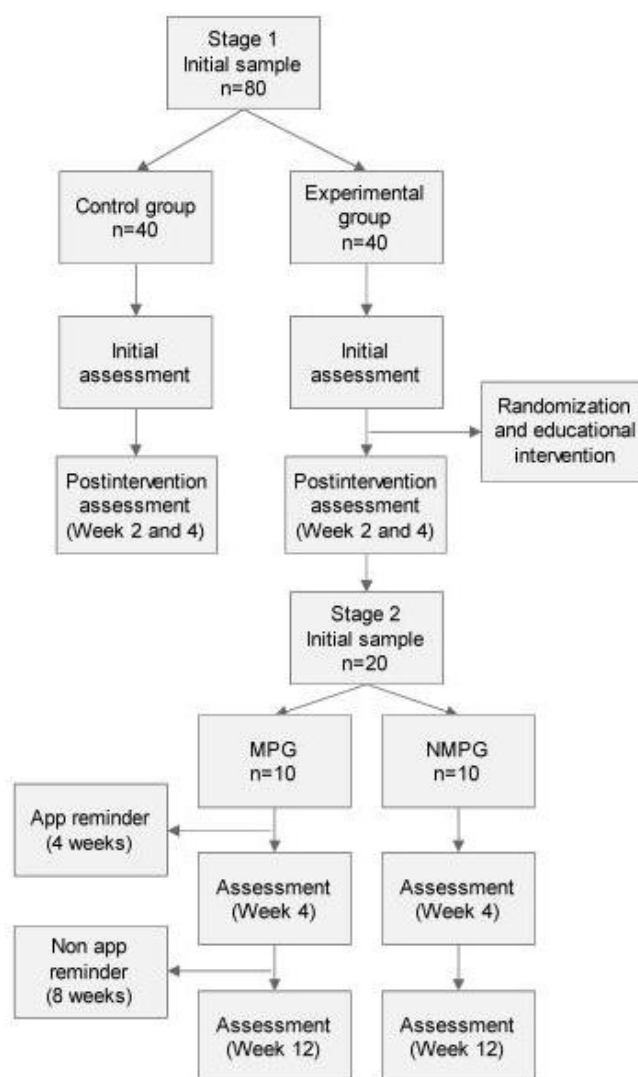 Stage 1
Initial sample
n=80
Control group
n=40
Experimental
group
n=40
Initial
assessment
Initial
assessment
Randomization
and educational
intervention
Postintervention
assessment
(Week 2 and 4)
Postintervention
assessment
(Week 2 and 4)
Stage 2
Initial sample
n=20
MPG
n=10
NMPG
n=10
App reminder
(4 weeks)
Assessment
(Week 4)
Assessment
(Week 4)
Non app
reminder
(8 weeks)
Assessment
(Week 12)
Assessment
(Week 12)